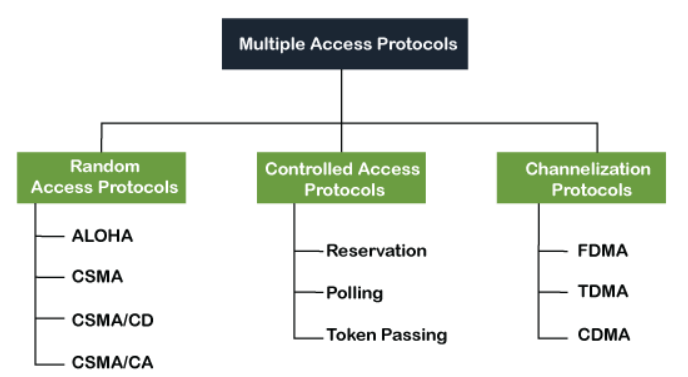 Multiple Access Protocols
Random
Access Protocols
ALOHA
CSMA
CSMA/CD
CSMA/CA
Controlled Access
Protocols
Reservation
Polling
Token Passing
Channelization
Protocols
FDMA
TDMA
CDMA